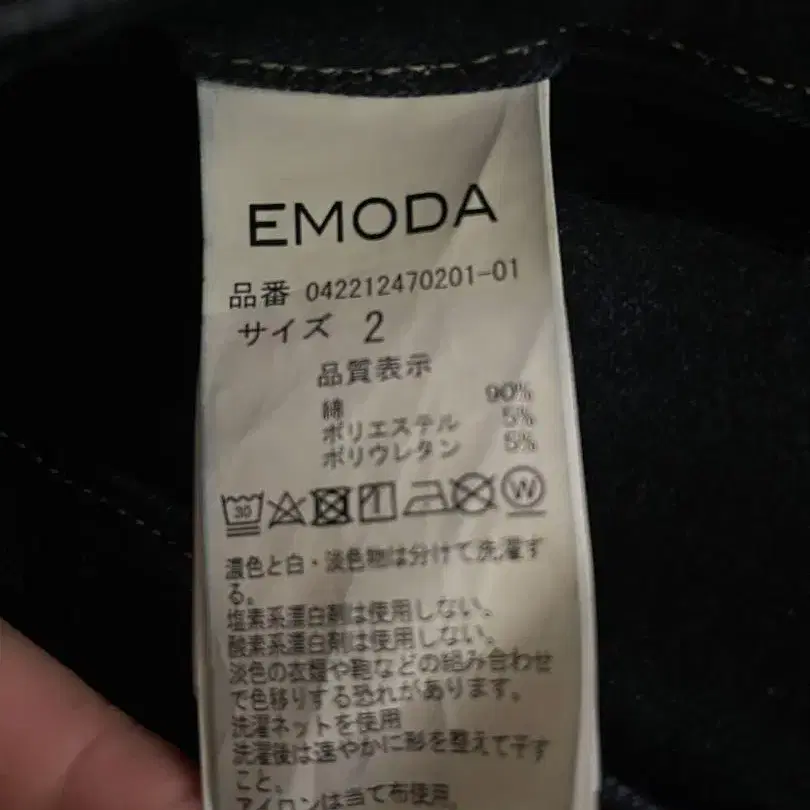 EMODA
品番 042212470201-01
サイズ 2
品質表示
綿 90%
ポリエステル 5%
ポリウレタン 5%
30 W
濃色と白・淡色物は分けて洗濯す
る。
塩素系漂白剤は使用しない。
酸素系漂白剤は使用しない。
淡色の衣類や鞄などの組み合わせ
で色移りする恐れがあります。
洗濯ネットを使用
洗濯後は速やかに形を整えて干す
こと。
アイロンは当て布使用